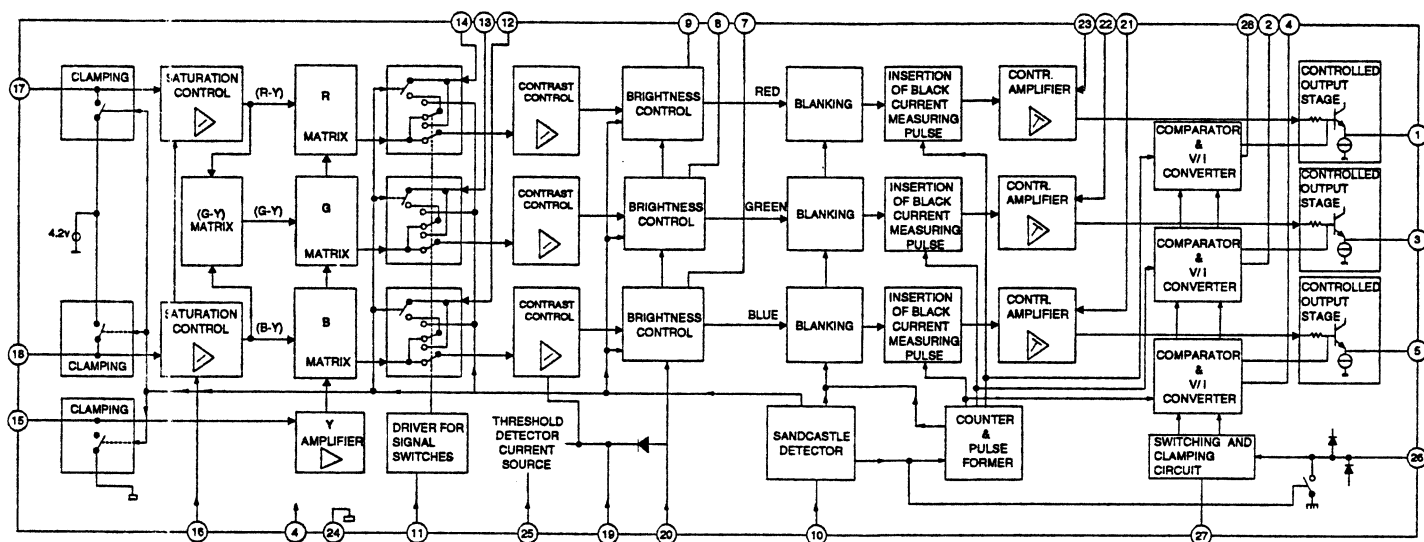 14
13
12
9
8
7
23
22
21
28
2
4
17
CLAMPING
SATURATION
CONTROL
(R-Y)
R
MATRIX
CONTRAST
CONTROL
BRIGHTNESS
CONTROL
RED
BLANKING
INSERTION
OF BLACK
CURRENT
MEASURING
PULSE
CONTR.
AMPLIFIER
COMPARATOR
&
V/I
CONVERTER
CONTROLLED
OUTPUT
STAGE
1
4.2v
(G-Y)
MATRIX
(G-Y)
G
MATRIX
CONTRAST
CONTROL
BRIGHTNESS
CONTROL
GREEN
BLANKING
INSERTION
OF BLACK
CURRENT
MEASURING
PULSE
CONTR.
AMPLIFIER
COMPARATOR
&
V/I
CONVERTER
CONTROLLED
OUTPUT
STAGE
3
18
CLAMPING
SATURATION
CONTROL
(B-Y)
B
MATRIX
CONTRAST
CONTROL
BRIGHTNESS
CONTROL
BLUE
BLANKING
INSERTION
OF BLACK
CURRENT
MEASURING
PULSE
CONTR.
AMPLIFIER
COMPARATOR
&
V/I
CONVERTER
CONTROLLED
OUTPUT
STAGE
5
15
CLAMPING
Y
AMPLIFIER
DRIVER FOR
SIGNAL
SWITCHES
THRESHOLD
DETECTOR
CURRENT
SOURCE
SANDCASTLE
DETECTOR
COUNTER
&
PULSE
FORMER
SWITCHING AND
CLAMPING
CIRCUIT
26
16
4
24
11
25
19
20
10
27